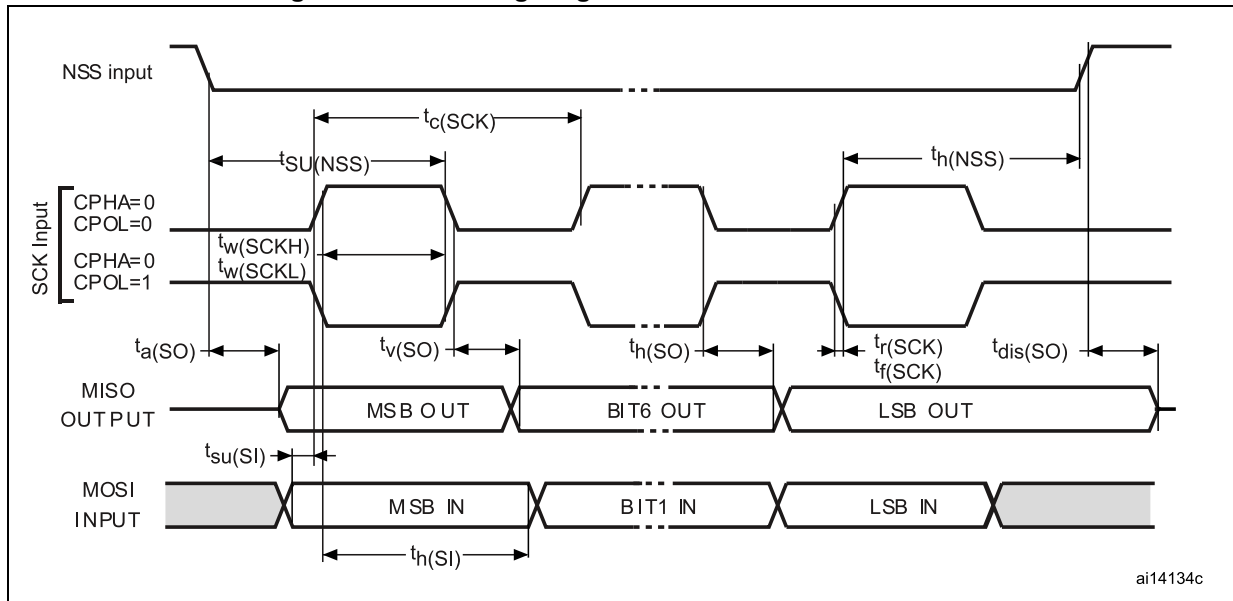 NSS input
tc(SCK)
tSU(NSS)
th(NSS)
SCK Input
CPHA=0
CPOL=0
tw(SCKH)
tw(SCKL)
CPHA=0
CPOL=1
ta(SO)
tv(SO)
th(SO)
tr(SCK)
tf(SCK)
tdis(SO)
MISO
OUTPUT
MSB OUT
BIT6 OUT
LSB OUT
tsu(SI)
MOSI
INPUT
MSB IN
BIT1 IN
LSB IN
th(SI)
ai14134c